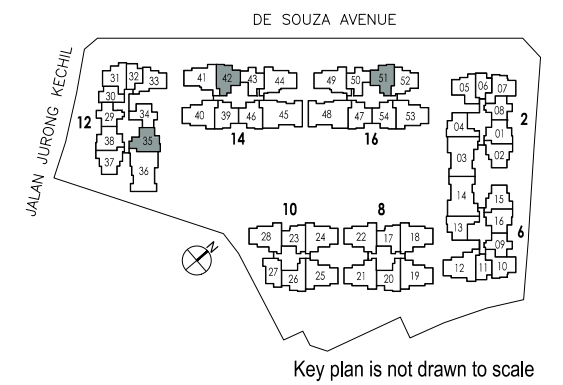 DE SOUZA AVENUE
JALAN JURONG KECHIL
31 32 33
30
29 34
12
38 35
37 36
41 42 43 44
40 39 46 45
14
49 50 51 52
48 47 54 53
16
05 06 07
08
04 01
2
03 02
14 15
13 16
6
09
12 11 10
10
28 23 24
27 26 25
8
22 17 18
21 20 19
N
Key plan is not drawn to scale